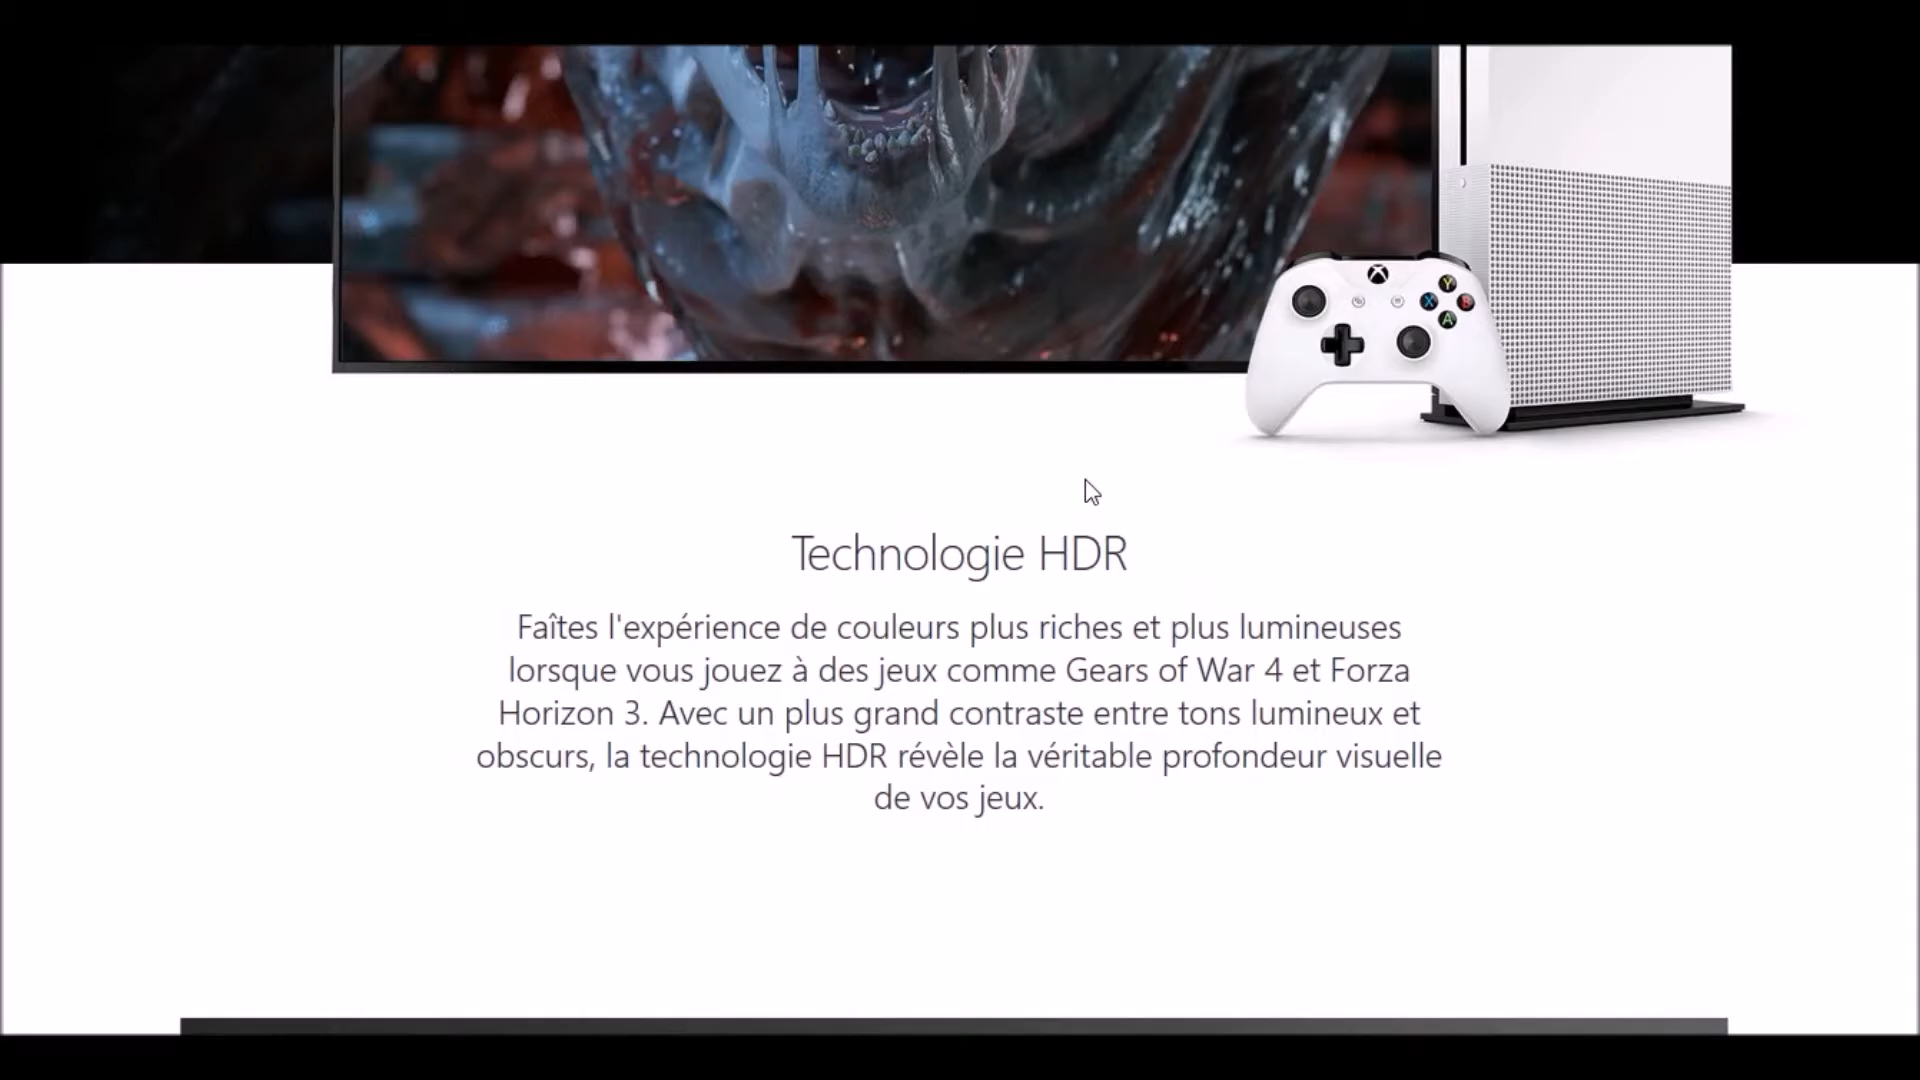 Y
X
B
A
Technologie HDR
Faîtes l'expérience de couleurs plus riches et plus lumineuses
lorsque vous jouez à des jeux comme Gears of War 4 et Forza
Horizon 3. Avec un plus grand contraste entre tons lumineux et
obscurs, la technologie HDR révèle la véritable profondeur visuelle
de vos jeux.